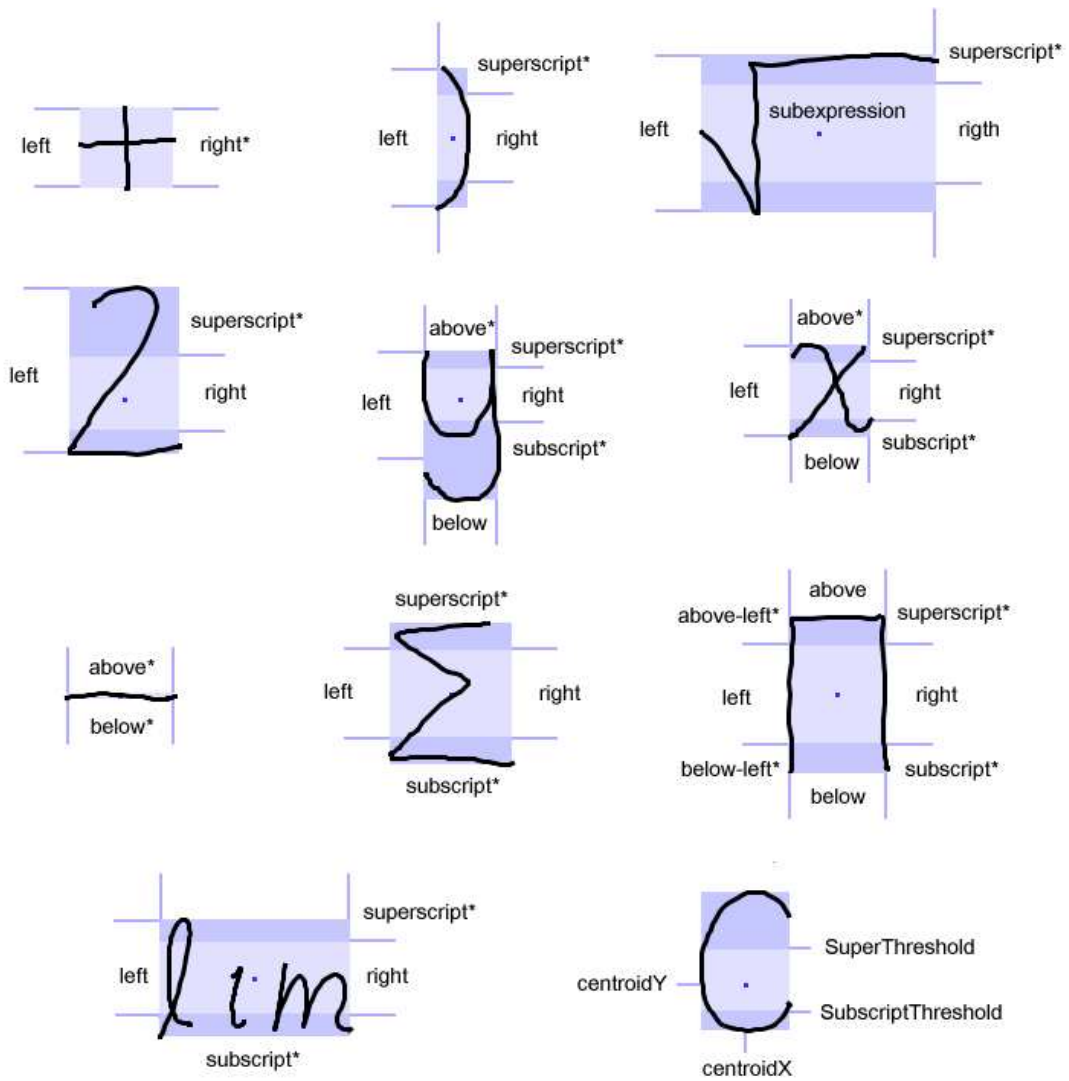 superscript*
left
right
superscript*
left
subexpression
rigth
left
+
right*
)
√
superscript*
left
2
right
above*
superscript*
left
y
right
subscript*
below
above*
superscript*
left
x
right
subscript*
below
above*
below*
superscript*
left
Σ
right
subscript*
above
above-left*
superscript*
left
Π
right
below-left*
subscript*
below
superscript*
left
lim
right
subscript*
C
SuperThreshold
centroidY
SubscriptThreshold
centroidX